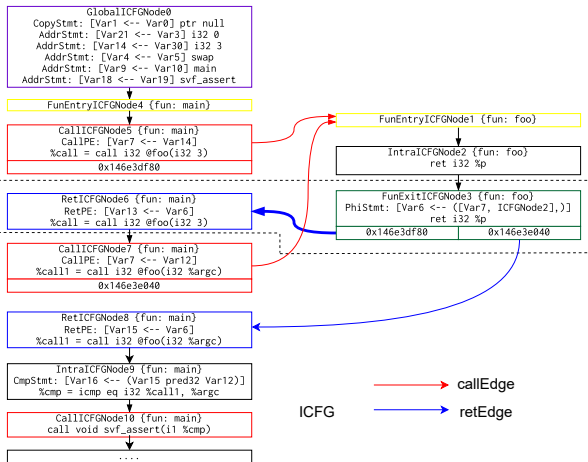 GlobalICFGNode0
CopyStmt: [Var1 <-- Var0] ptr null
AddrStmt: [Var21 <-- Var3] i32 0
AddrStmt: [Var14 <-- Var30] i32 3
AddrStmt: [Var4 <-- Var5] swap
AddrStmt: [Var9 <-- Var10] main
AddrStmt: [Var18 <-- Var19] svf_assert
FunEntryICFGNode4 {fun: main}
CallICFGNode5 {fun: main}
CallPE: [Var7 <-- Var14]
%call = call i32 @foo(i32 3)
0x146e3df80
RetICFGNode6 {fun: main}
RetPE: [Var13 <-- Var6]
%call = call i32 @foo(i32 3)
CallICFGNode7 {fun: main}
CallPE: [Var7 <-- Var12]
%call1 = call i32 @foo(i32 %argc)
0x146e3e040
RetICFGNode8 {fun: main}
RetPE: [Var15 <-- Var6]
%call1 = call i32 @foo(i32 %argc)
IntraICFGNode9 {fun: main}
CmpStmt: [Var16 <-- (Var15 pred32 Var12)]
%cmp = icmp eq i32 %call1, %argc
CallICFGNode10 {fun: main}
call void svf_assert(i1 %cmp)
....
FunEntryICFGNode1 {fun: foo}
IntraICFGNode2 {fun: foo}
ret i32 %p
FunExitICFGNode3 {fun: foo}
PhiStmt: [Var6 <-- ([Var7, ICFGNode2],)]
ret i32 %p
0x146e3df80 0x146e3e040
callEdge
ICFG
retEdge